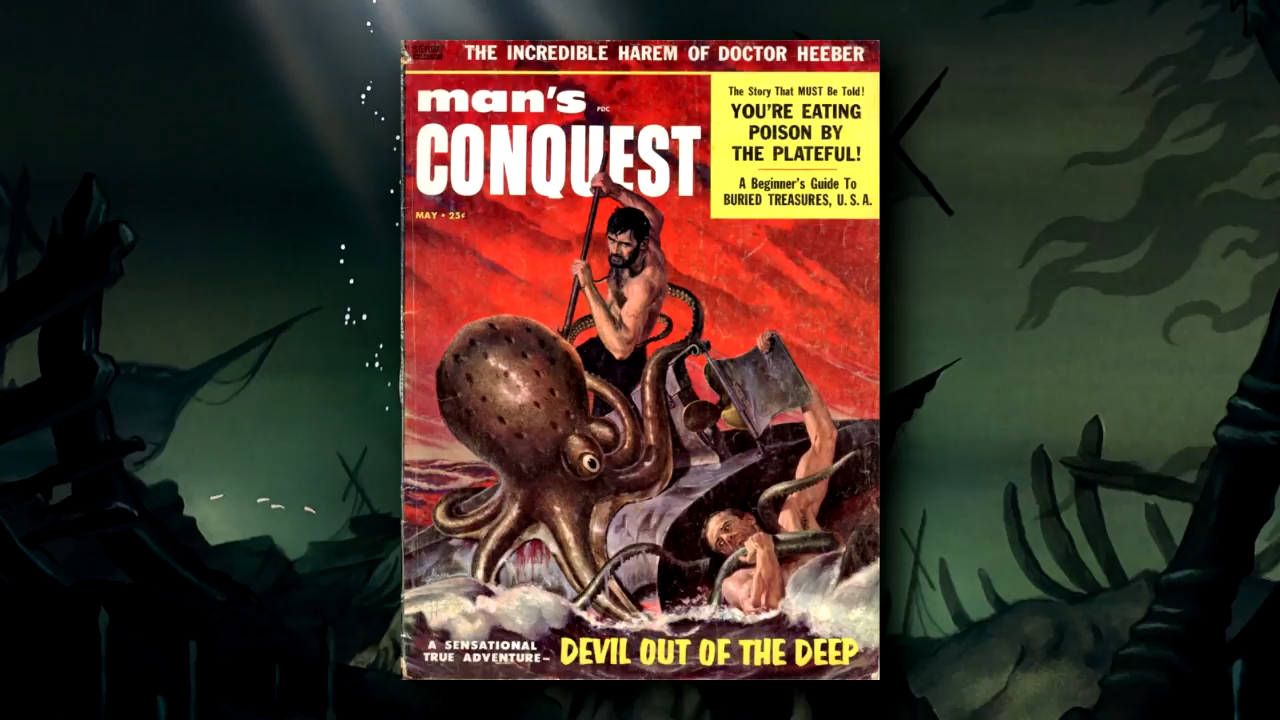 THE INCREDIBLE HAREM OF DOCTOR HEEBER
man's
PDC
CONQUEST
MAY • 25¢
The Story That MUST Be Told!
YOU'RE EATING
POISON BY
THE PLATEFUL!
A Beginner's Guide To
BURIED TREASURES, U.S.A.
A SENSATIONAL
TRUE ADVENTURE–
DEVIL OUT OF THE DEEP